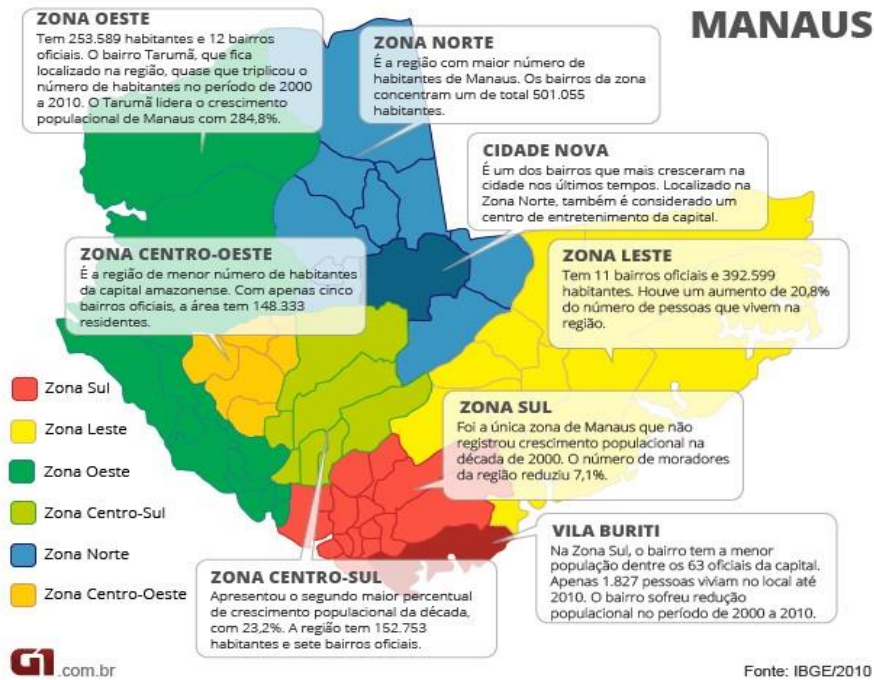 MANAUS
ZONA OESTE
Tem 253.589 habitantes e 12 bairros
oficiais. O bairro Tarumã, que fica
localizado na região, quase que triplicou o
número de habitantes no período de 2000
a 2010. O Tarumã lidera o crescimento
populacional de Manaus com 284,8%.
ZONA NORTE
É a região com maior número de
habitantes de Manaus. Os bairros da zona
concentram um de total 501.055
habitantes.
CIDADE NOVA
É um dos bairros que mais cresceram na
cidade nos últimos tempos. Localizado na
Zona Norte, também é considerado um
centro de entretenimento da capital.
ZONA CENTRO-OESTE
É a região de menor número de habitantes
da capital amazonense. Com apenas cinco
bairros oficiais, a área tem 148.333
residentes.
ZONA LESTE
Tem 11 bairros oficiais e 392.599
habitantes. Houve um aumento de 20,8%
do número de pessoas que vivem na
região.
Zona Sul
Zona Leste
Zona Oeste
Zona Centro-Sul
Zona Norte
Zona Centro-Oeste
ZONA SUL
Foi a única zona de Manaus que não
registrou crescimento populacional na
década de 2000. O número de moradores
da região reduziu 7,1%.
VILA BURITI
Na Zona Sul, o bairro tem a menor
população dentre os 63 oficiais da capital.
Apenas 1.827 pessoas viviam no local até
2010. O bairro sofreu redução
populacional no período de 2000 a 2010.
ZONA CENTRO-SUL
Apresentou o segundo maior percentual
de crescimento populacional da década,
com 23,2%. A região tem 152.753
habitantes e sete bairros oficiais.
G1.com.br
Fonte: IBGE/2010